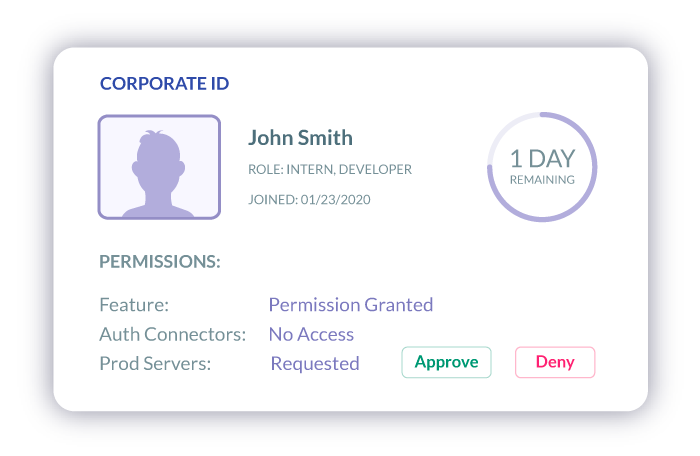 CORPORATE ID
John Smith
ROLE: INTERN, DEVELOPER
JOINED: 01/23/2020
1 DAY
REMAINING
PERMISSIONS:
Feature: Permission Granted
Auth Connectors: No Access
Prod Servers: Requested Approve Deny